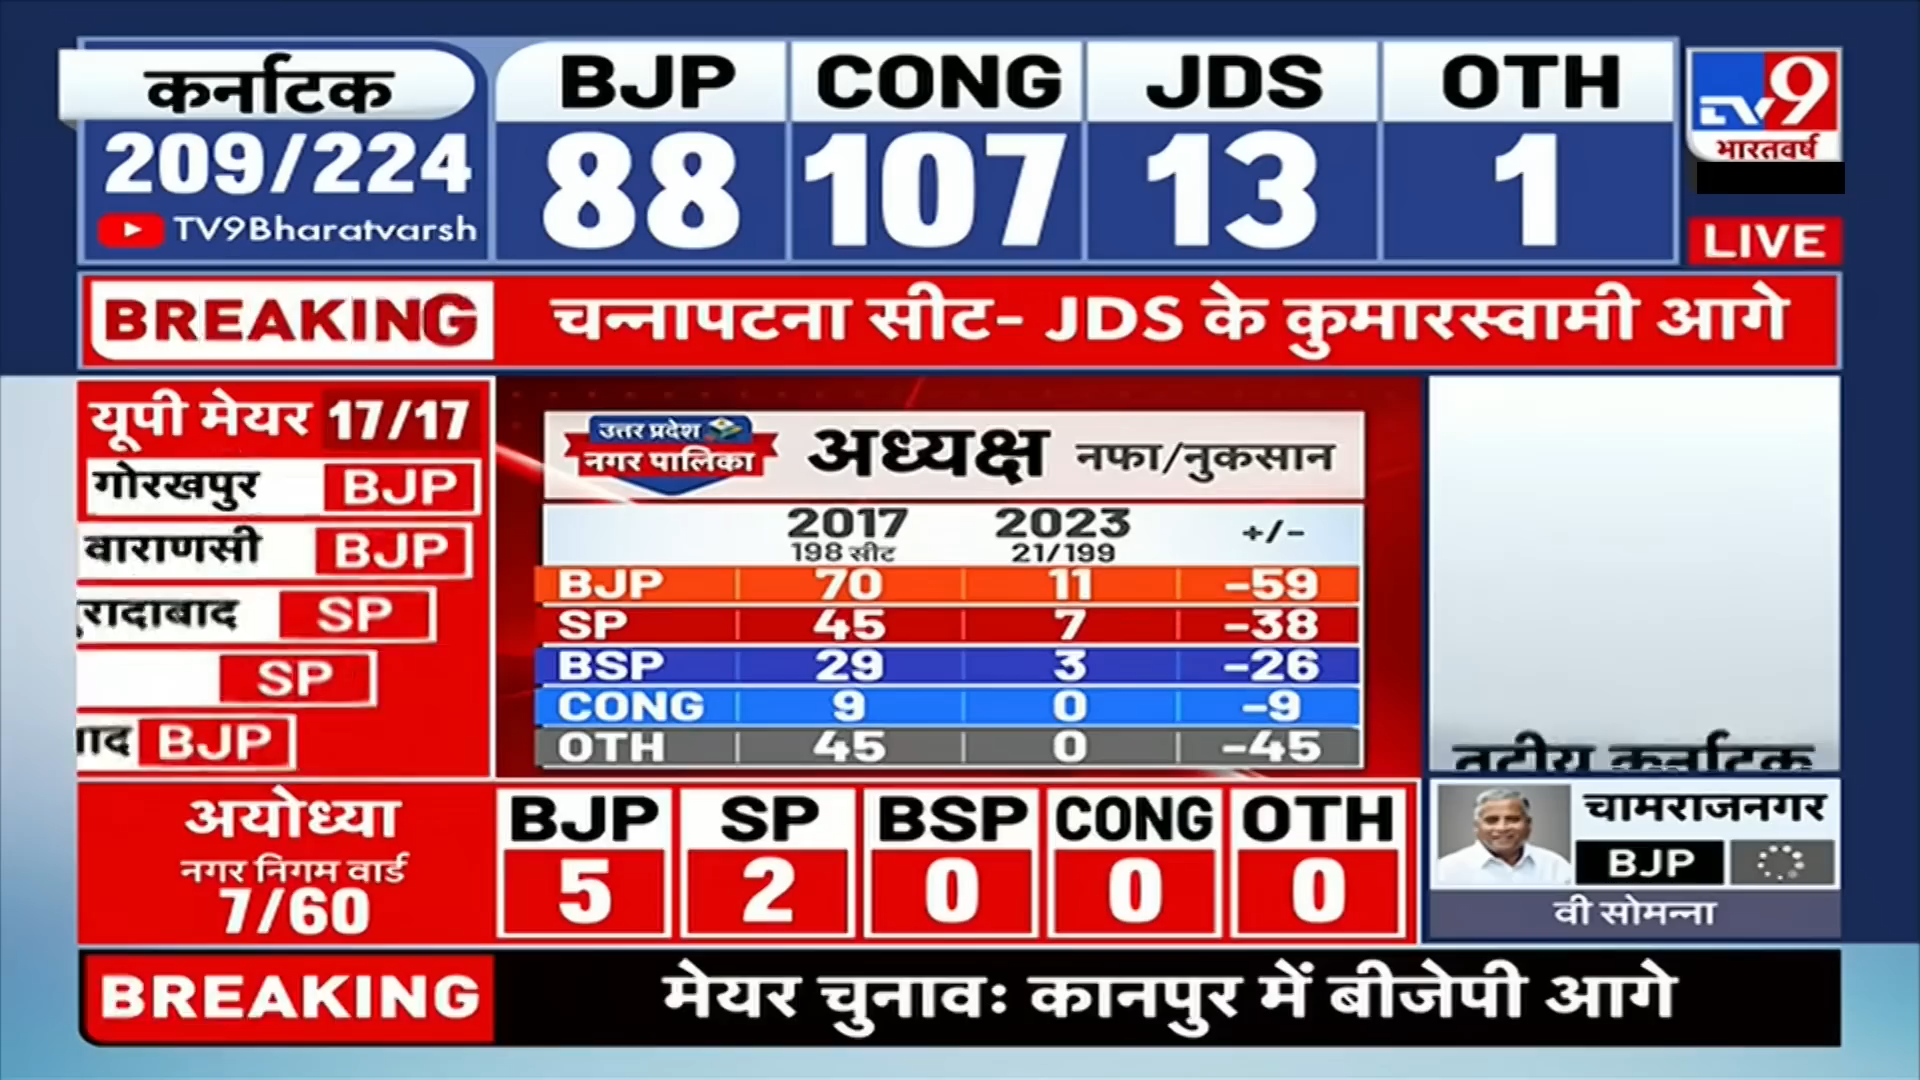 कर्नाटक
209/224
TV9Bharatvarsh
BJP CONG JDS OTH
88 107 13 1
TV9
भारतवर्ष
LIVE
BREAKING
चन्नापटना सीट- JDS के कुमारस्वामी आगे
यूपी मेयर 17/17
गोरखपुर BJP
वाराणसी BJP
रादाबाद SP
SP
ाद BJP
उत्तर प्रदेश
नगर पालिका
अध्यक्ष नफा/नुकसान
2017 2023 +/-
198 सीट 21/199
BJP 70 11 -59
SP 45 7 -38
BSP 29 3 -26
CONG 9 0 -9
OTH 45 0 -45
तटीय कर्नाटक
चामराजनगर
BJP
वी सोमन्ना
अयोध्या
नगर निगम वार्ड
7/60
BJP SP BSP CONG OTH
5 2 0 0 0
BREAKING
मेयर चुनावः कानपुर में बीजेपी आगे